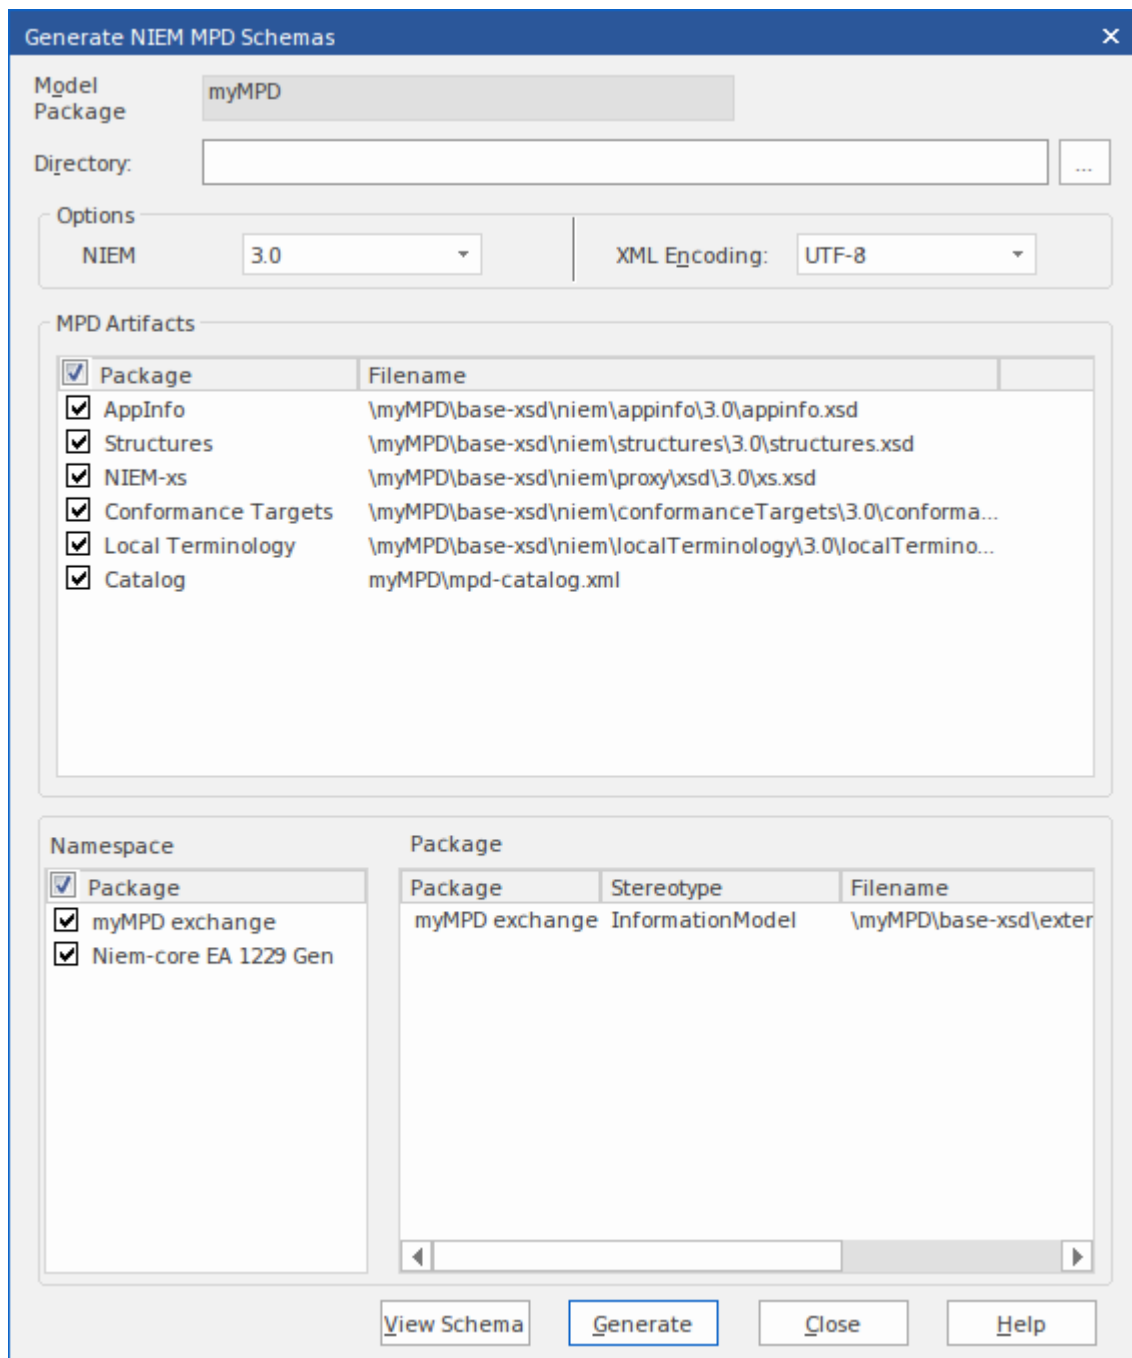 Generate NIEM MPD Schemas
Model
Package
myMPD
Directory:
...
Options
NIEM 3.0 XML Encoding: UTF-8
MPD Artifacts
Package Filename
AppInfo \myMPD\base-xsd\niem\appinfo\3.0\appinfo.xsd
Structures \myMPD\base-xsd\niem\structures\3.0\structures.xsd
NIEM-xs \myMPD\base-xsd\niem\proxy\xsd\3.0\xs.xsd
Conformance Targets \myMPD\base-xsd\niem\conformanceTargets\3.0\conforma...
Local Terminology \myMPD\base-xsd\niem\localTerminology\3.0\localTermino...
Catalog myMPD\mpd-catalog.xml
Namespace
Package
myMPD exchange
Niem-core EA 1229 Gen
Package
Package Stereotype Filename
myMPD exchange InformationModel \myMPD\base-xsd\exter
View Schema Generate Close Help